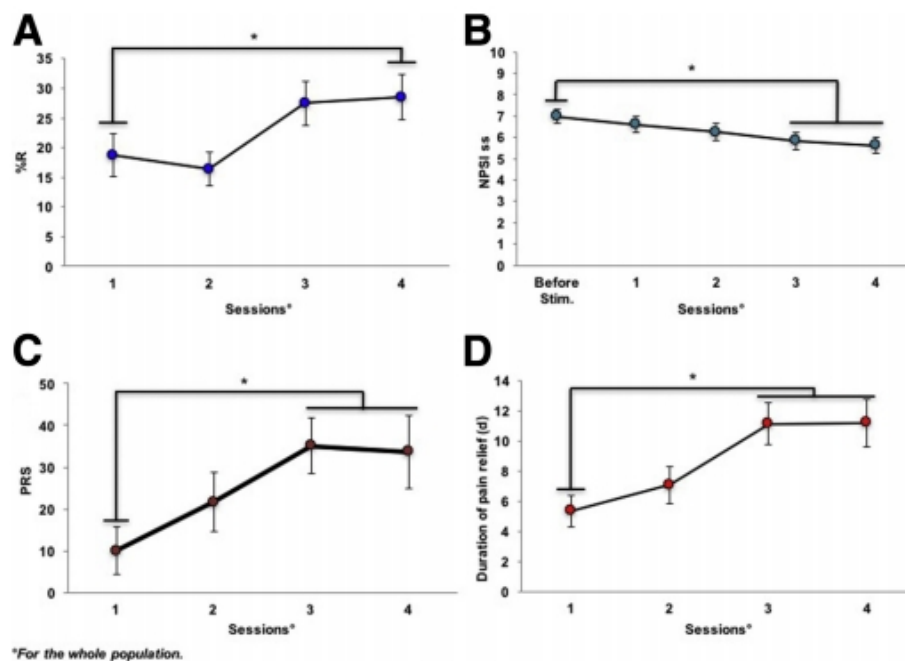 A
*
35
30
25
20
15
10
5
0
%R
1 2 3 4
Sessions°
B
*
10
9
8
7
6
5
4
3
2
1
0
NPSI ss
Before Stim. 1 2 3 4
Sessions°
C
*
50
40
30
20
10
0
PRS
1 2 3 4
Sessions°
D
*
14
12
10
8
6
4
2
0
Duration of pain relief (d)
1 2 3 4
Sessions°
°For the whole population.